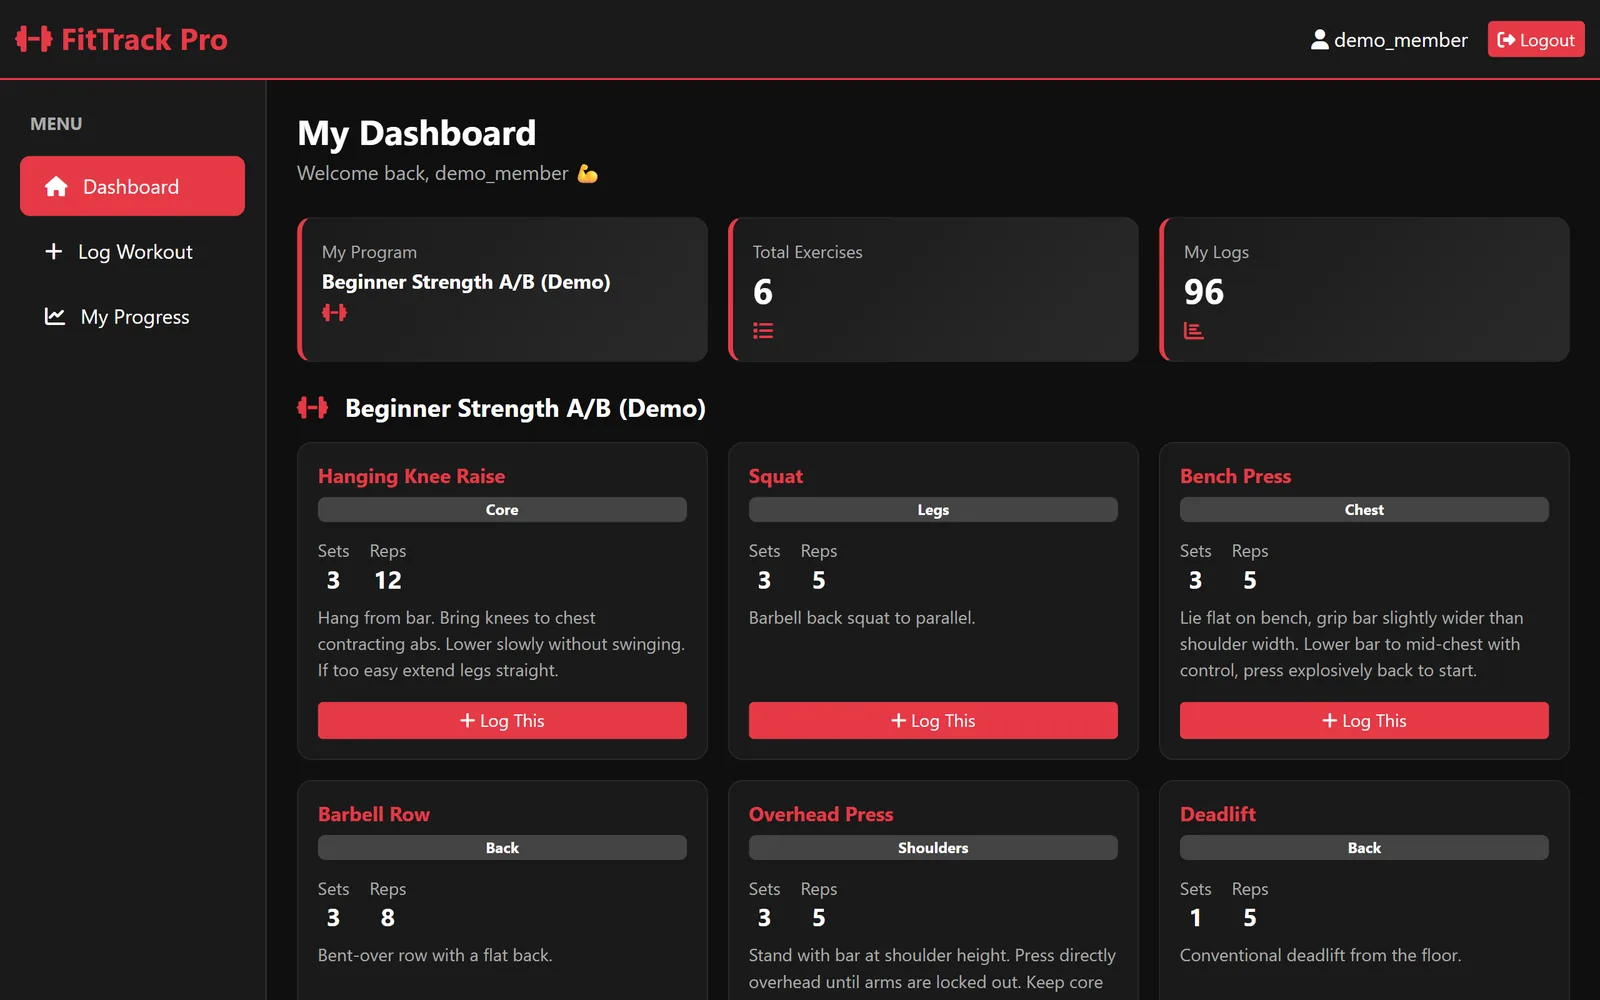 FitTrack Pro
demo_member
Logout
MENU
Dashboard
Log Workout
My Progress
My Dashboard
Welcome back, demo_member 💪
My Program
Beginner Strength A/B (Demo)
Total Exercises
6
My Logs
96
Beginner Strength A/B (Demo)
Hanging Knee Raise
Core
Sets Reps
3 12
Hang from bar. Bring knees to chest
contracting abs. Lower slowly without swinging.
If too easy extend legs straight.
+ Log This
Squat
Legs
Sets Reps
3 5
Barbell back squat to parallel.
+ Log This
Bench Press
Chest
Sets Reps
3 5
Lie flat on bench, grip bar slightly wider than
shoulder width. Lower bar to mid-chest with
control, press explosively back to start.
+ Log This
Barbell Row
Back
Sets Reps
3 8
Bent-over row with a flat back.
Overhead Press
Shoulders
Sets Reps
3 5
Stand with bar at shoulder height. Press directly
overhead until arms are locked out. Keep core
Deadlift
Back
Sets Reps
1 5
Conventional deadlift from the floor.